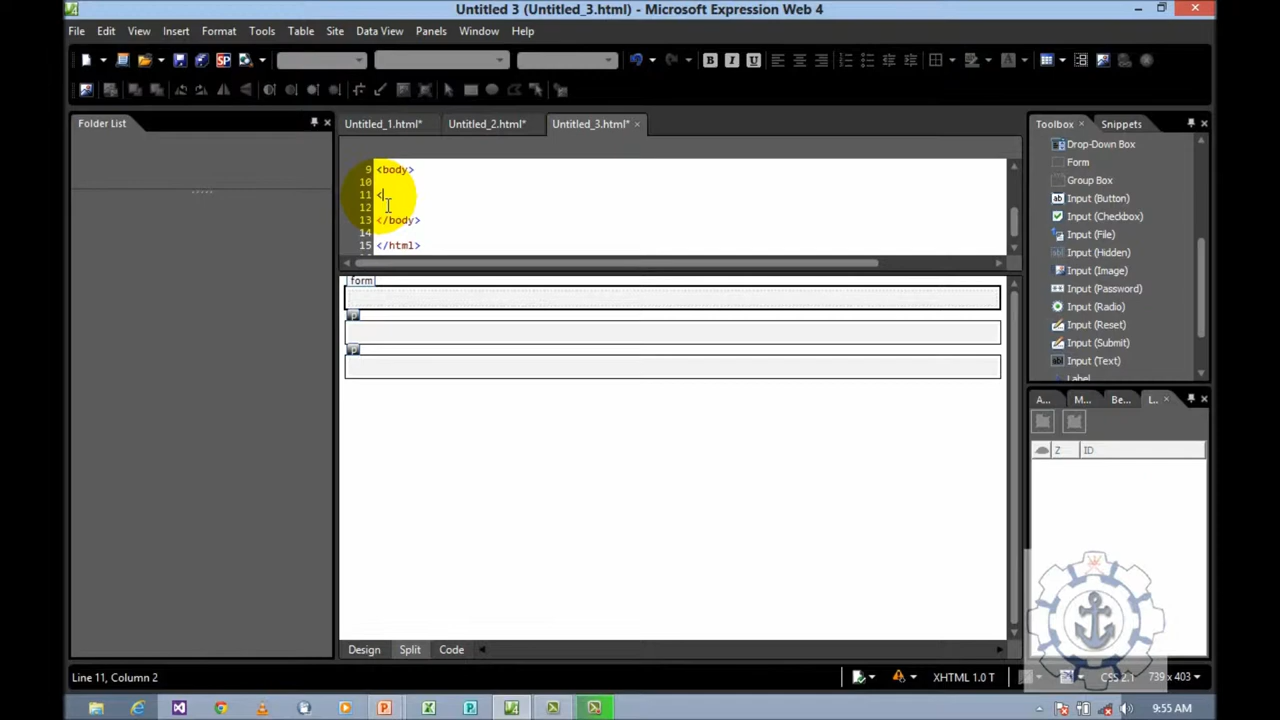 Untitled 3 (Untitled_3.html) - Microsoft Expression Web 4
File Edit View Insert Format Tools Table Site Data View Panels Window Help
Folder List
Untitled_1.html*
Untitled_2.html*
Untitled_3.html*
9 <body>
10
11 <
12
13 </body>
14
15 </html>
form
p
p
Design Split Code
Toolbox Snippets
Drop-Down Box
Form
Group Box
Input (Button)
Input (Checkbox)
Input (File)
Input (Hidden)
Input (Image)
Input (Password)
Input (Radio)
Input (Reset)
Input (Submit)
Input (Text)
Label
A... M... Be... L...
Z ID
Line 11, Column 2
XHTML 1.0 T
CSS 2.1
739 x 403
9:55 AM